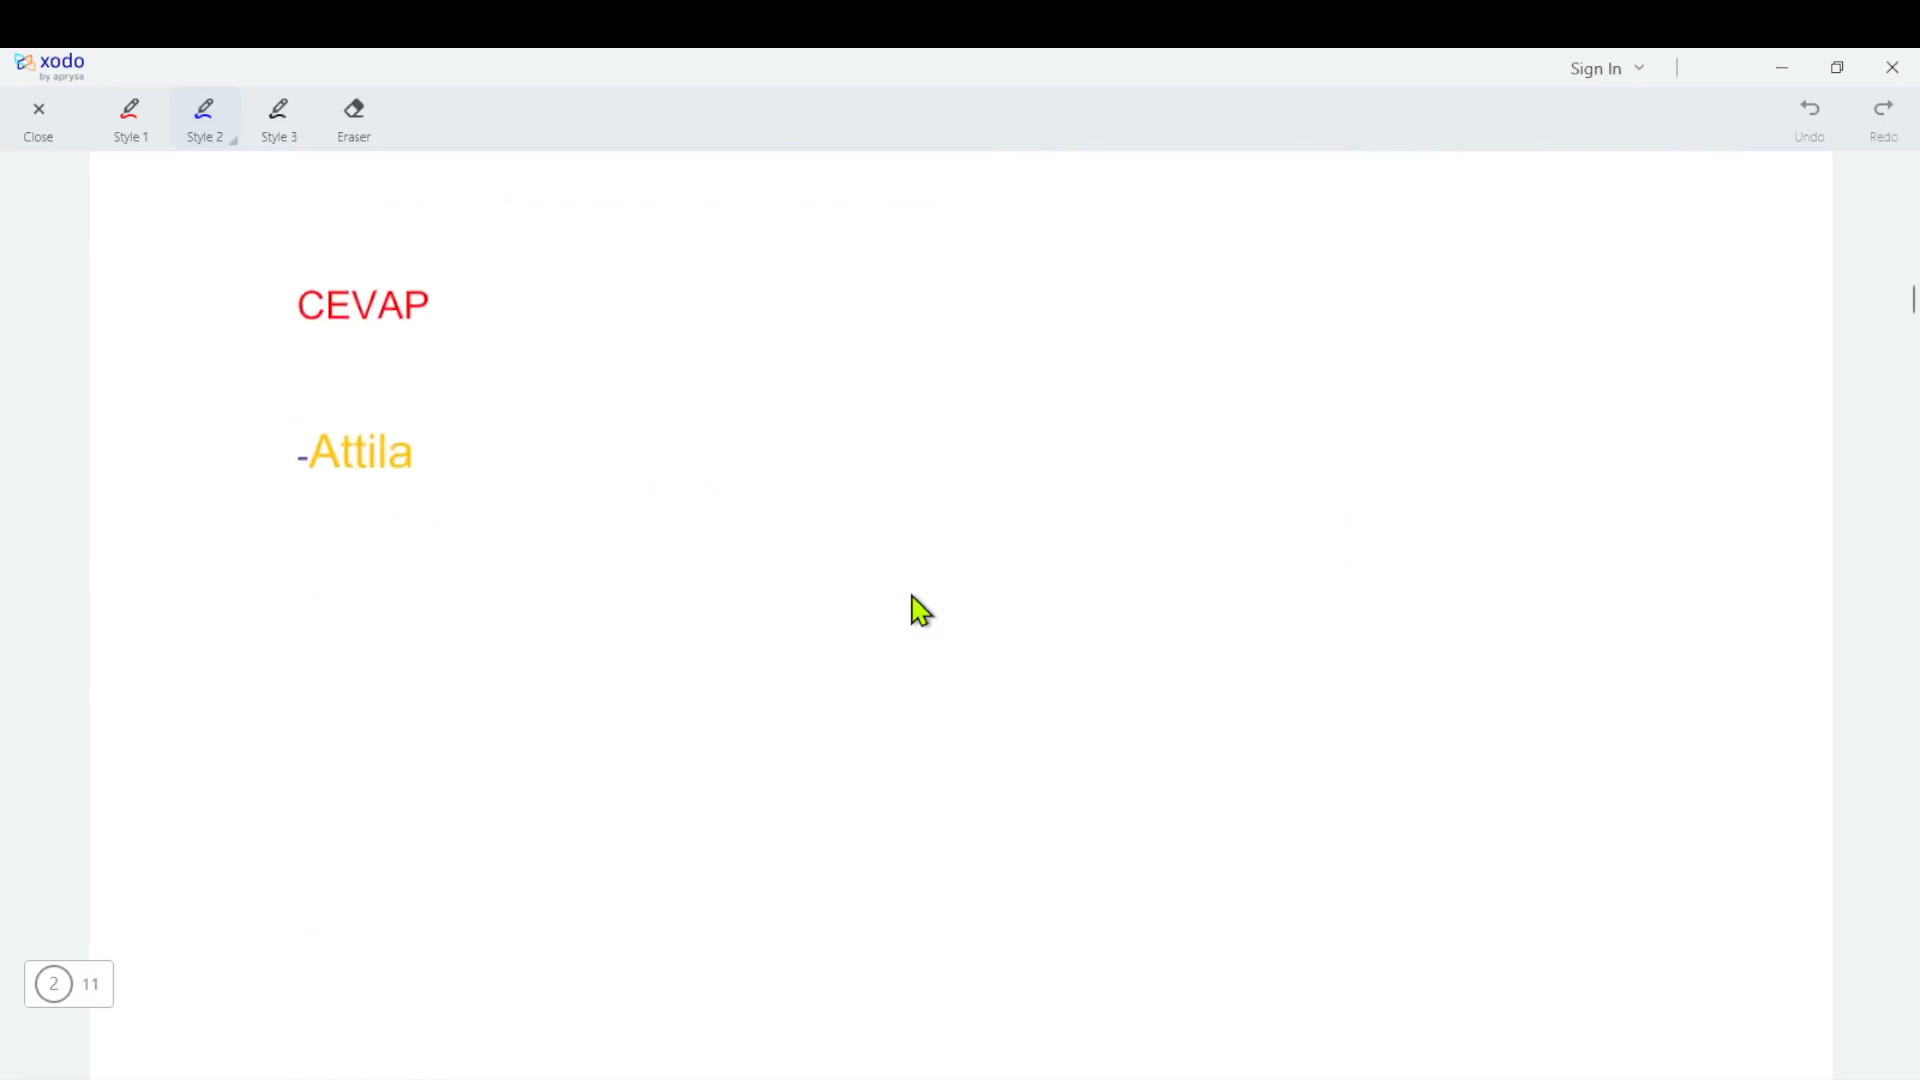 xodo
by apryse
Sign In
Close
Style 1
Style 2
Style 3
Eraser
Undo
Redo
CEVAP
-Attila
2 11